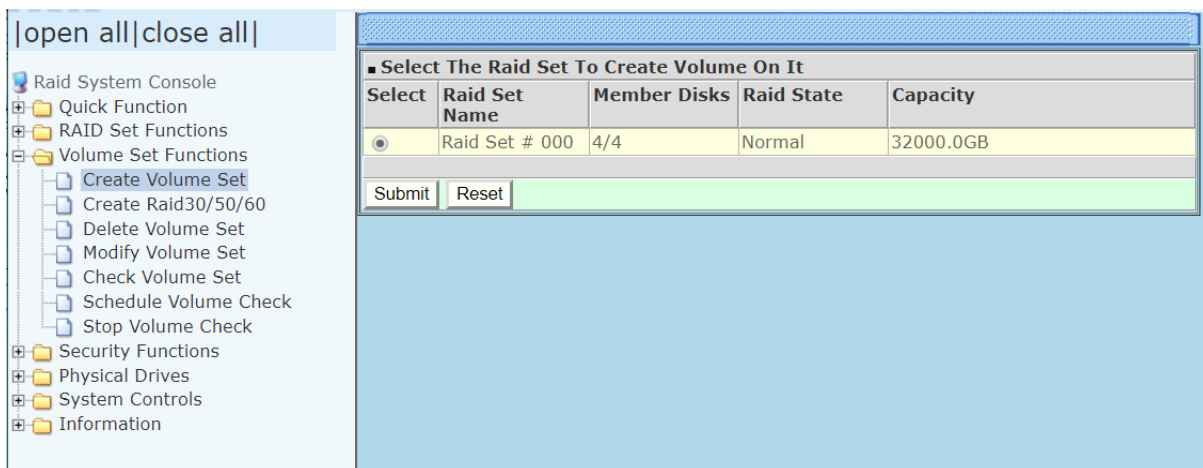 |open all|close all|
Raid System Console
Quick Function
RAID Set Functions
Volume Set Functions
Create Volume Set
Create Raid30/50/60
Delete Volume Set
Modify Volume Set
Check Volume Set
Schedule Volume Check
Stop Volume Check
Security Functions
Physical Drives
System Controls
Information
Select The Raid Set To Create Volume On It
Select Raid Set Name Member Disks Raid State Capacity
Raid Set # 000 4/4 Normal 32000.0GB
Submit Reset